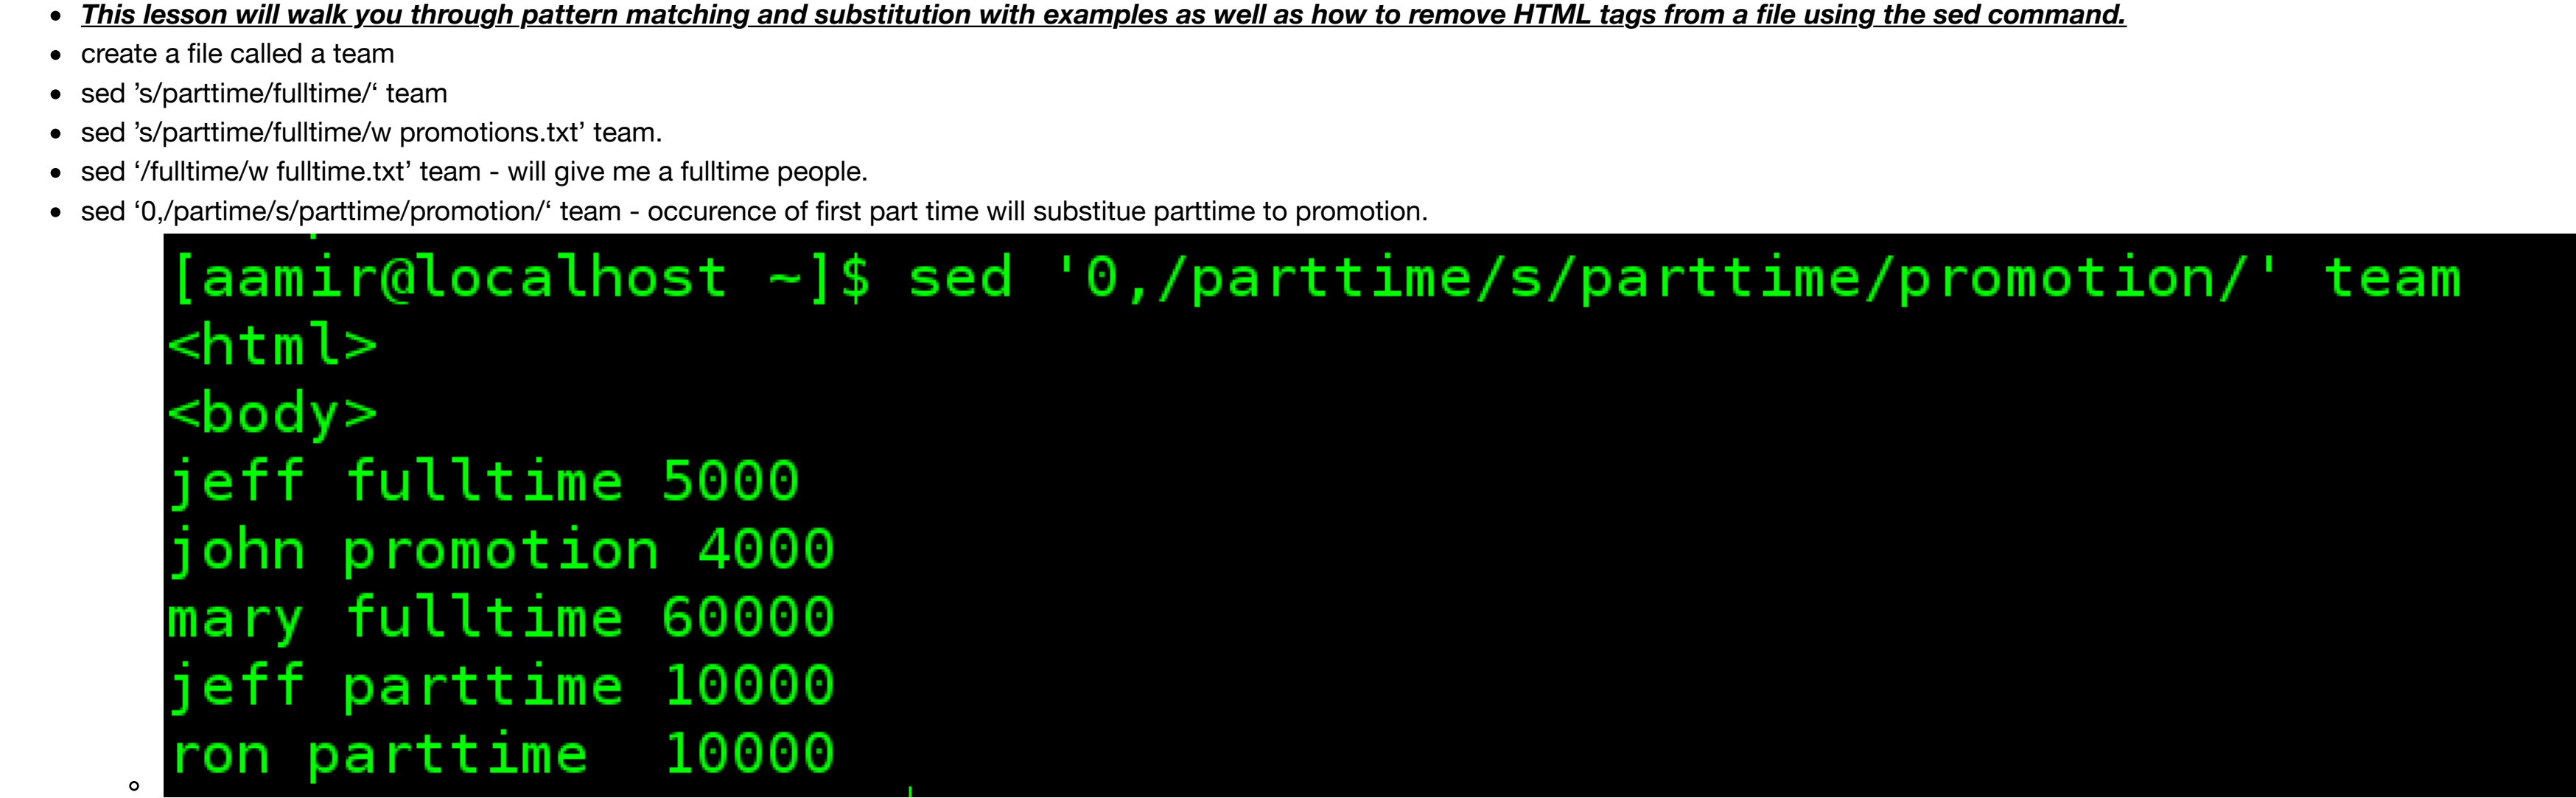 This lesson will walk you through pattern matching and substitution with examples as well as how to remove HTML tags from a file using the sed command.
create a file called a team
sed ’s/parttime/fulltime/‘ team
sed ’s/parttime/fulltime/w promotions.txt’ team.
sed ‘/fulltime/w fulltime.txt’ team - will give me a fulltime people.
sed ‘0,/partime/s/parttime/promotion/‘ team - occurence of first part time will substitue parttime to promotion.
[aamir@localhost ~]$ sed '0,/parttime/s/parttime/promotion/' team
<html>
<body>
jeff fulltime 5000
john promotion 4000
mary fulltime 60000
jeff parttime 10000
ron parttime  10000